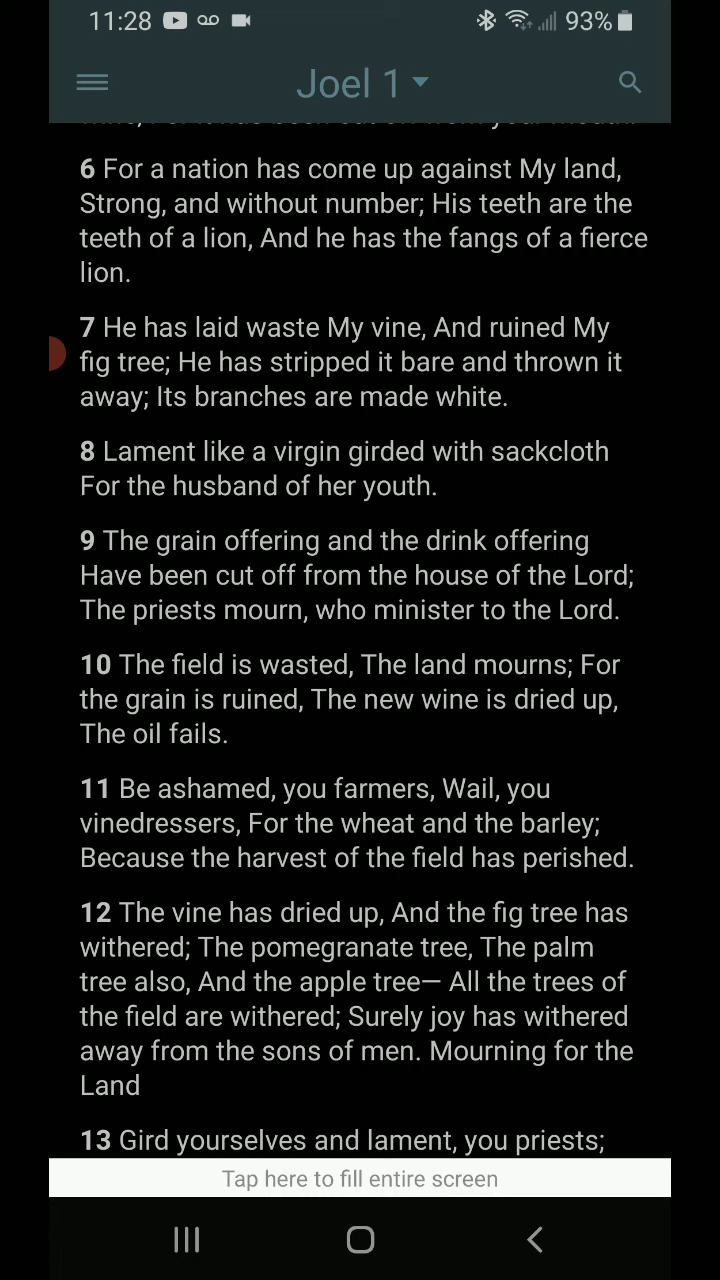 11:28
93%
Joel 1
6 For a nation has come up against My land,
Strong, and without number; His teeth are the
teeth of a lion, And he has the fangs of a fierce
lion.
7 He has laid waste My vine, And ruined My
fig tree; He has stripped it bare and thrown it
away; Its branches are made white.
8 Lament like a virgin girded with sackcloth
For the husband of her youth.
9 The grain offering and the drink offering
Have been cut off from the house of the Lord;
The priests mourn, who minister to the Lord.
10 The field is wasted, The land mourns; For
the grain is ruined, The new wine is dried up,
The oil fails.
11 Be ashamed, you farmers, Wail, you
vinedressers, For the wheat and the barley;
Because the harvest of the field has perished.
12 The vine has dried up, And the fig tree has
withered; The pomegranate tree, The palm
tree also, And the apple tree— All the trees of
the field are withered; Surely joy has withered
away from the sons of men. Mourning for the
Land
13 Gird yourselves and lament, you priests;
Tap here to fill entire screen